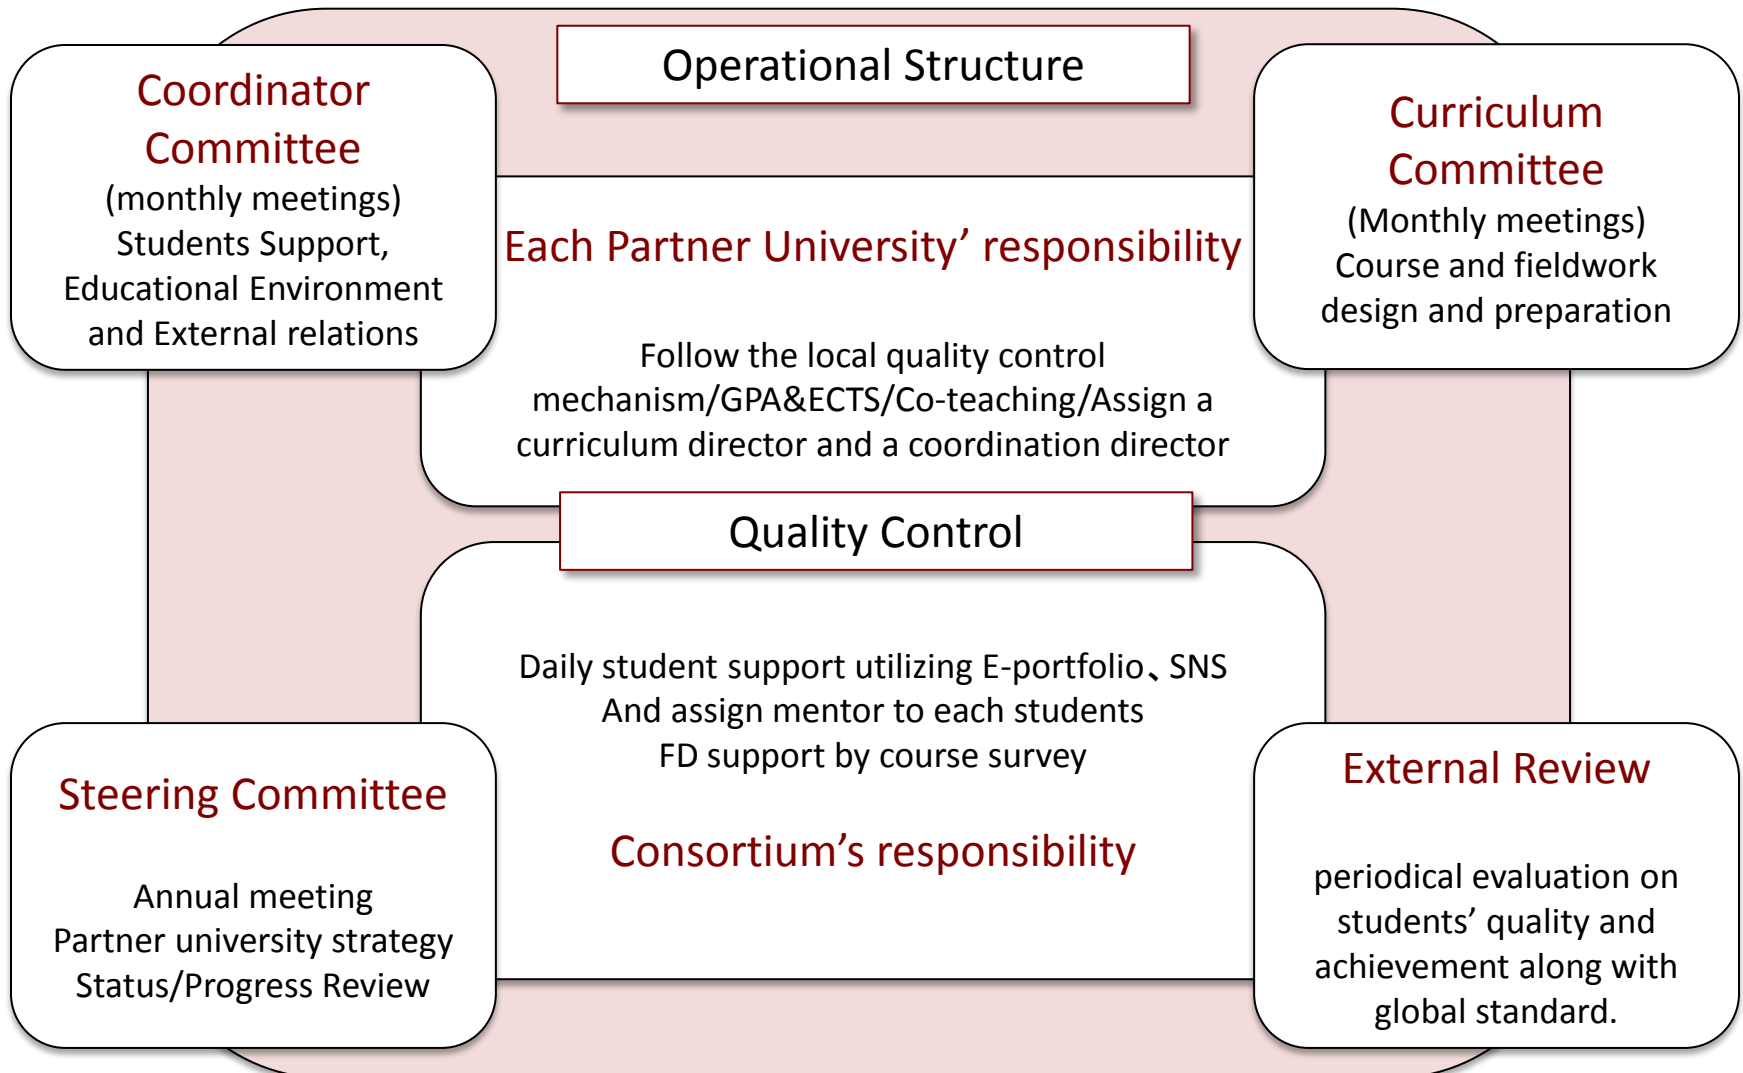 Operational Structure
Coordinator
Committee
(monthly meetings)
Students Support,
Educational Environment
and External relations
Curriculum
Committee
(Monthly meetings)
Course and fieldwork
design and preparation
Each Partner University’ responsibility
Follow the local quality control
mechanism/GPA&ECTS/Co-teaching/Assign a
curriculum director and a coordination director
Quality Control
Daily student support utilizing E-portfolio、SNS
And assign mentor to each students
FD support by course survey
Consortium’s responsibility
Steering Committee
Annual meeting
Partner university strategy
Status/Progress Review
External Review
periodical evaluation on
students’ quality and
achievement along with
global standard.